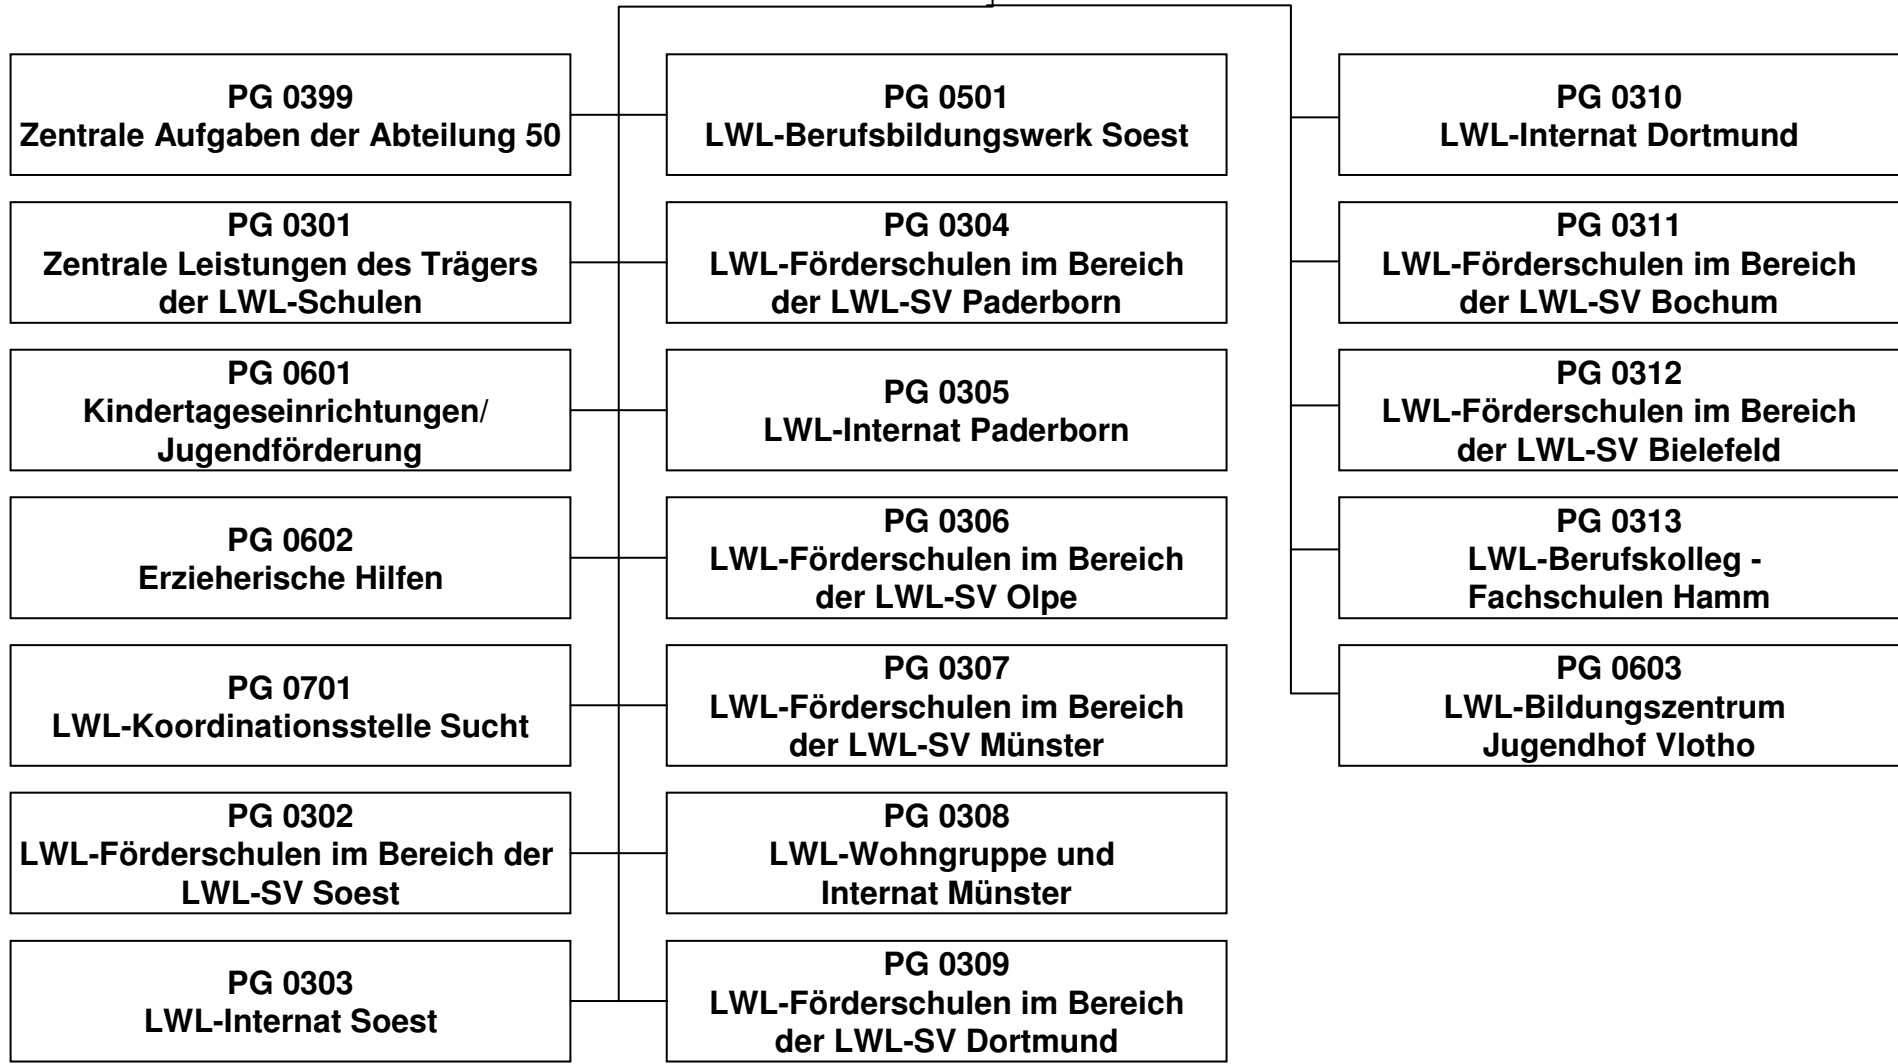 PG 0399
Zentrale Aufgaben der Abteilung 50
PG 0301
Zentrale Leistungen des Trägers
der LWL-Schulen
PG 0601
Kindertageseinrichtungen/
Jugendförderung
PG 0602
Erzieherische Hilfen
PG 0701
LWL-Koordinationsstelle Sucht
PG 0302
LWL-Förderschulen im Bereich der
LWL-SV Soest
PG 0303
LWL-Internat Soest
PG 0501
LWL-Berufsbildungswerk Soest
PG 0304
LWL-Förderschulen im Bereich
der LWL-SV Paderborn
PG 0305
LWL-Internat Paderborn
PG 0306
LWL-Förderschulen im Bereich
der LWL-SV Olpe
PG 0307
LWL-Förderschulen im Bereich
der LWL-SV Münster
PG 0308
LWL-Wohngruppe und
Internat Münster
PG 0309
LWL-Förderschulen im Bereich
der LWL-SV Dortmund
PG 0310
LWL-Internat Dortmund
PG 0311
LWL-Förderschulen im Bereich
der LWL-SV Bochum
PG 0312
LWL-Förderschulen im Bereich
der LWL-SV Bielefeld
PG 0313
LWL-Berufskolleg -
Fachschulen Hamm
PG 0603
LWL-Bildungszentrum
Jugendhof Vlotho